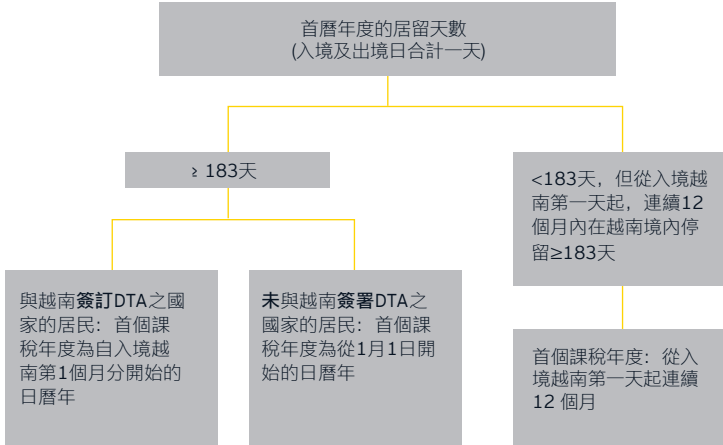 首曆年度的居留天數
(入境及出境日合計一天)
≥ 183天
<183天，但從入境越
南第一天起，連續12
個月內在越南境內停
留≥183天
與越南簽訂DTA之國
家的居民：首個課
稅年度為自入境越
南第1個月分開始的
日曆年
未與越南簽署DTA之
國家的居民：首個課
稅年度為從1月1日開
始的日曆年
首個課稅年度：從入
境越南第一天起連續
12 個月